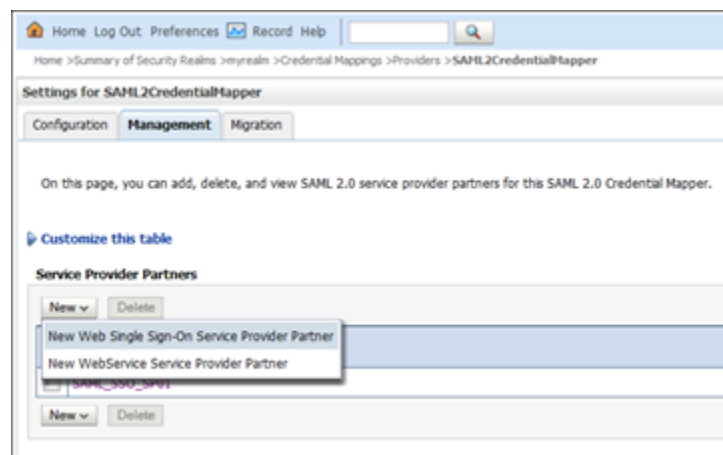 Home Log Out Preferences Record Help
Home >Summary of Security Realms >myrealm >Credential Mappings >Providers >SAML2CredentialMapper
Settings for SAML2CredentialMapper
Configuration Management Migration
On this page, you can add, delete, and view SAML 2.0 service provider partners for this SAML 2.0 Credential Mapper.
Customize this table
Service Provider Partners
New Delete
New Web Single Sign-On Service Provider Partner
New WebService Service Provider Partner
SAML_SSO_SP01
New Delete